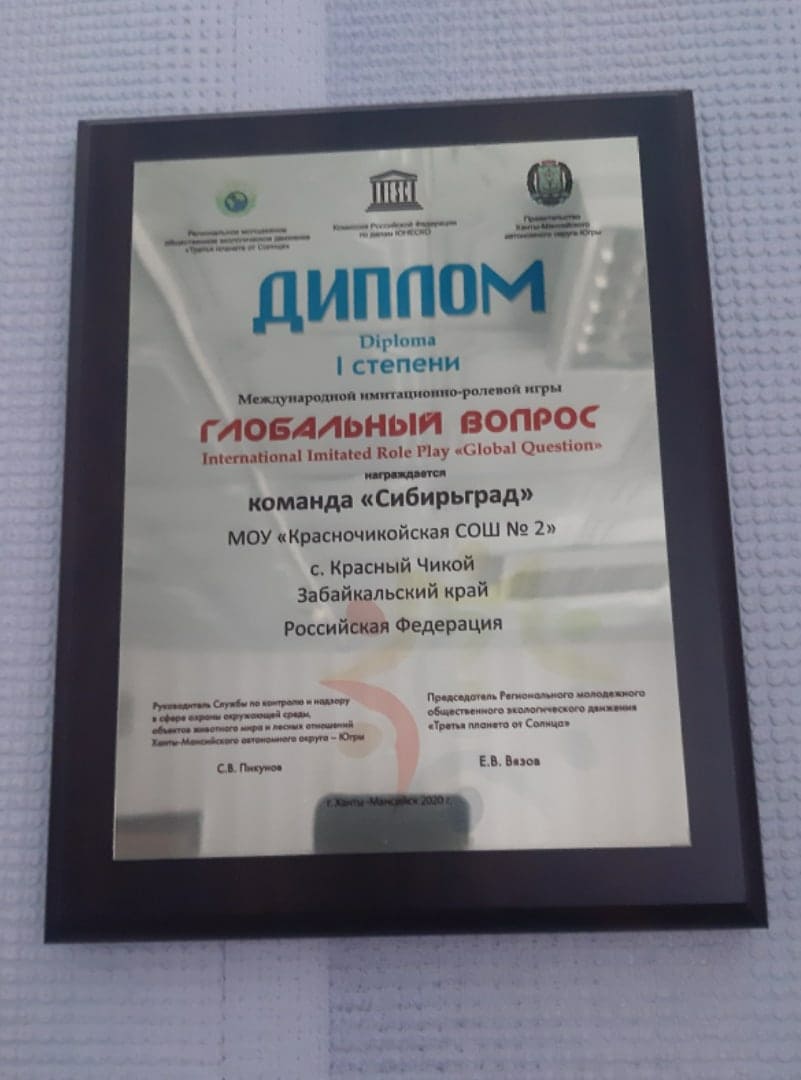 Региональное молодежное
общественное экологическое движение
«Третья планета от Солнца»
UNESCO
Комиссия Российской Федерации
по делам ЮНЕСКО
Правительство
Ханты-Мансийского
автономного округа Югры
ДИПЛОМ
Diploma
I степени
Международной имитационно-ролевой игры
ГЛОБАЛЬНЫЙ ВОПРОС
International Imitated Role Play «Global Question»
награждается
команда «Сибирьград»
МОУ «Красночикойская СОШ № 2»
с. Красный Чикой
Забайкальский край
Российская Федерация
Руководитель Службы по контролю и надзору
в сфере охраны окружающей среды,
объектов животного мира и лесных отношений
Ханты-Мансийского автономного округа – Югры
С.В. Пикунов
Председатель Регионального молодежного
общественного экологического движения
«Третья планета от Солнца»
Е.В. Вязов
г. Ханты-Мансийск 2020 г.